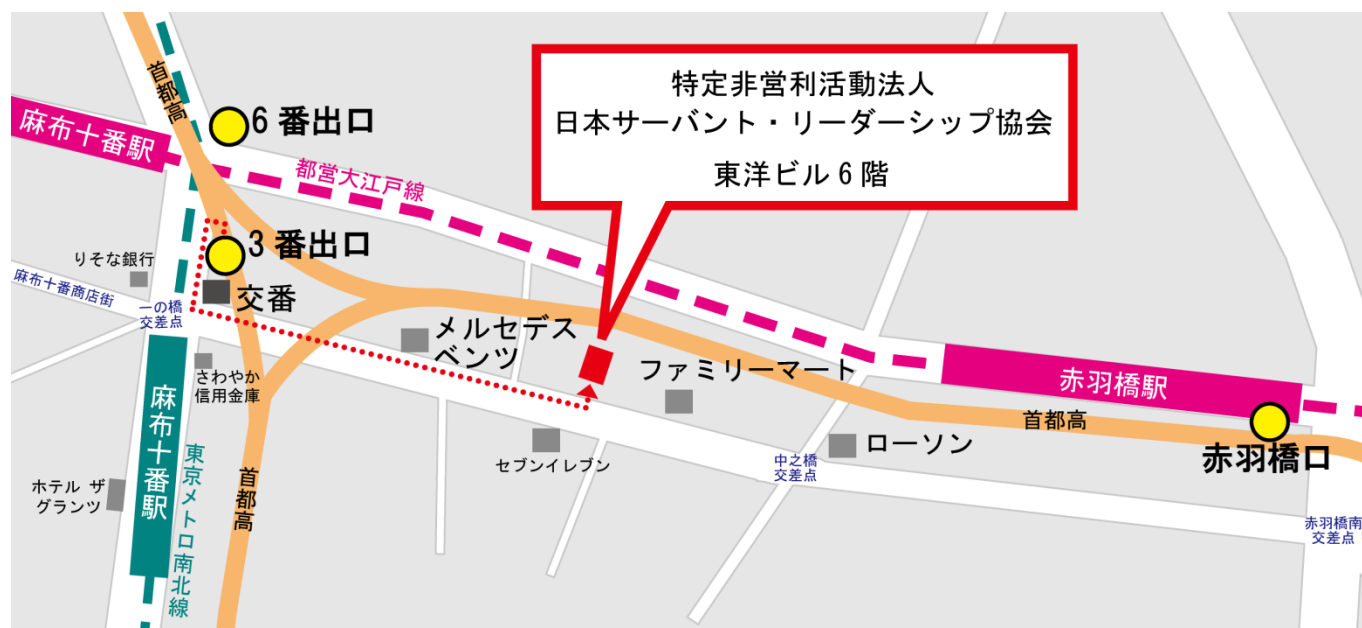 首都高
6番出口
麻布十番駅
都営大江戸線
特定非営利活動法人
日本サーバント・リーダーシップ協会
東洋ビル6階
3番出口
りそな銀行
麻布十番商店街
一の橋
交差点
交番
メルセデス
ベンツ
さわやか
信用金庫
ファミリーマート
赤羽橋駅
首都高
麻布十番駅
東京メトロ南北線
首都高
セブンイレブン
中之橋
交差点
ローソン
赤羽橋口
ホテル ザ
グランツ
赤羽橋南
交差点